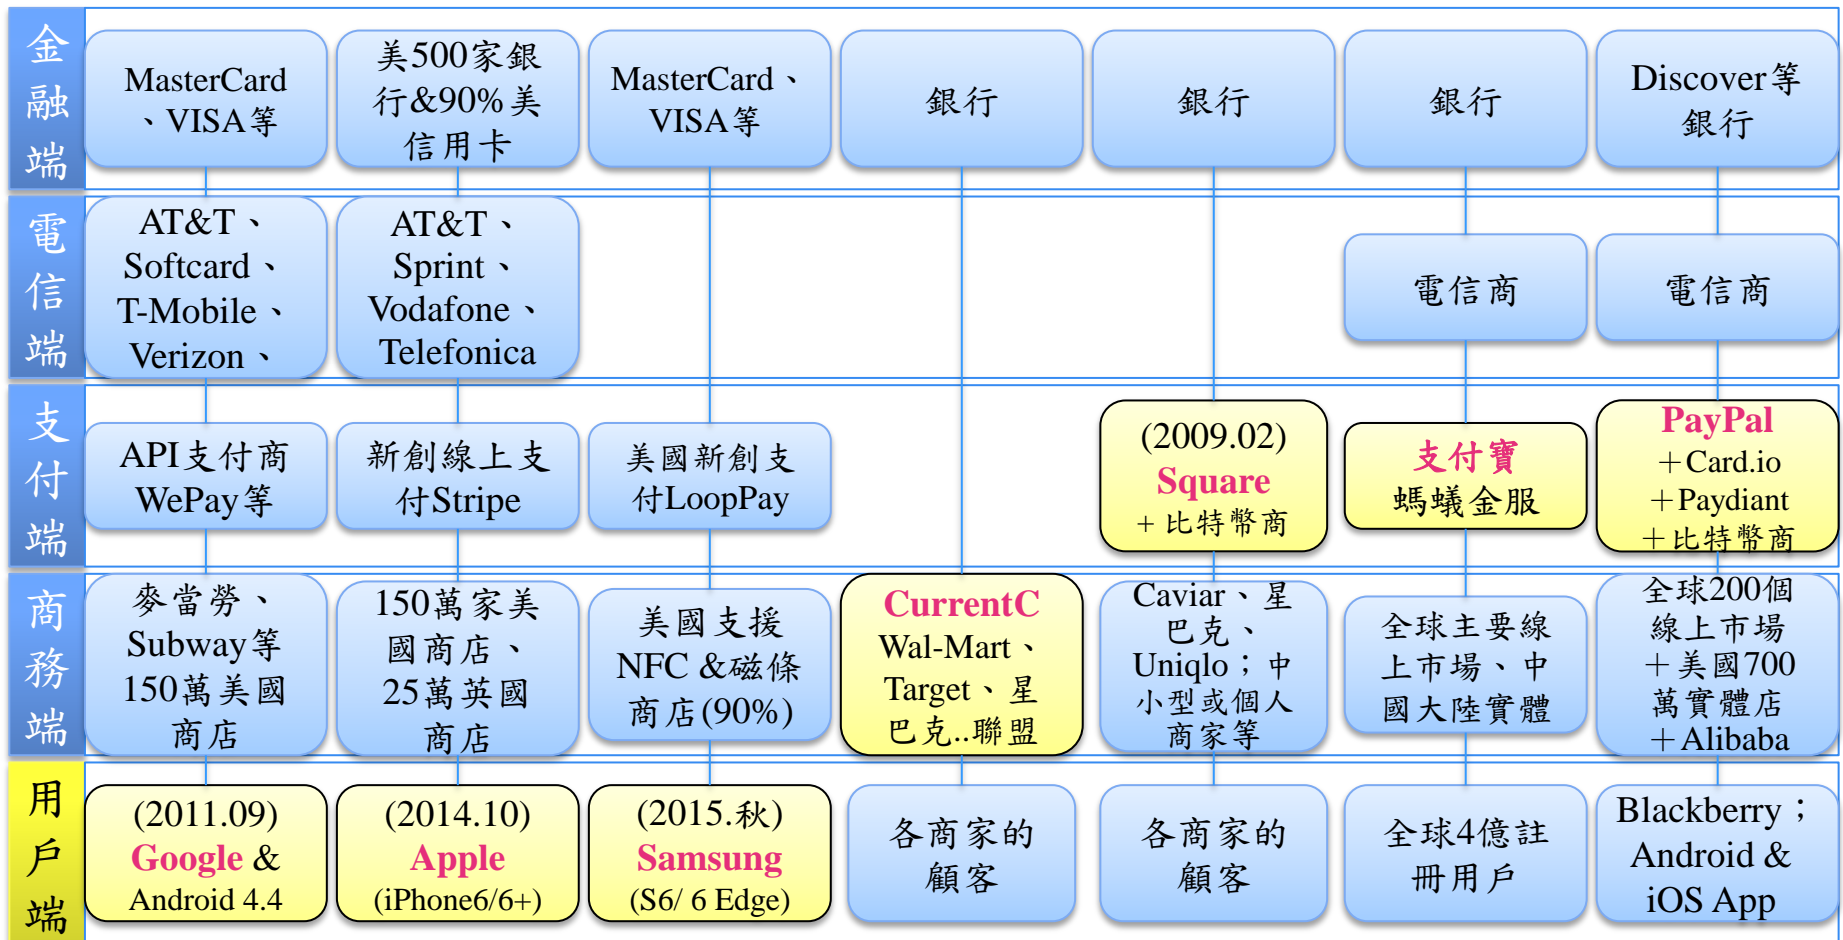 金融端
MasterCard
、VISA等
美500家銀
行&90%美
信用卡
MasterCard、
VISA等
銀行
銀行
銀行
Discover等
銀行
電信端
AT&T、
Softcard、
T-Mobile、
Verizon、
AT&T、
Sprint、
Vodafone、
Telefonica
電信商
電信商
支付端
API支付商
WePay等
新創線上支
付Stripe
美國新創支
付LoopPay
(2009.02)
Square
+ 比特幣商
支付寶
螞蟻金服
PayPal
＋Card.io
＋Paydiant
＋比特幣商
商務端
麥當勞、
Subway等
150萬美國
商店
150萬家美
國商店、
25萬英國
商店
美國支援
NFC &磁條
商店(90%)
CurrentC
Wal-Mart、
Target、星
巴克..聯盟
Caviar、星
巴克、
Uniqlo；中
小型或個人
商家等
全球主要線
上市場、中
國大陸實體
全球200個
線上市場
＋美國700
萬實體店
＋Alibaba
用戶端
(2011.09)
Google &
Android 4.4
(2014.10)
Apple
(iPhone6/6+)
(2015.秋)
Samsung
(S6/ 6 Edge)
各商家的
顧客
各商家的
顧客
全球4億註
冊用戶
Blackberry；
Android &
iOS App